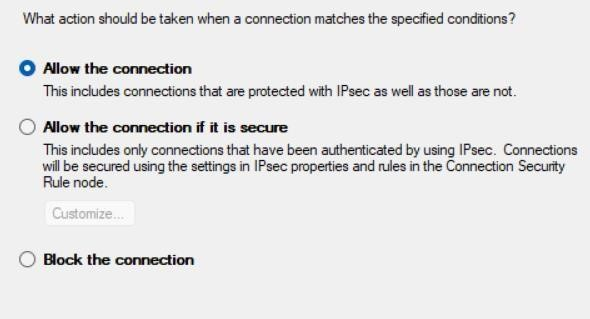 What action should be taken when a connection matches the specified conditions?
Allow the connection
This includes connections that are protected with IPsec as well as those are not.
Allow the connection if it is secure
This includes only connections that have been authenticated by using IPsec. Connections
will be secured using the settings in IPsec properties and rules in the Connection Security
Rule node.
Customize...
Block the connection